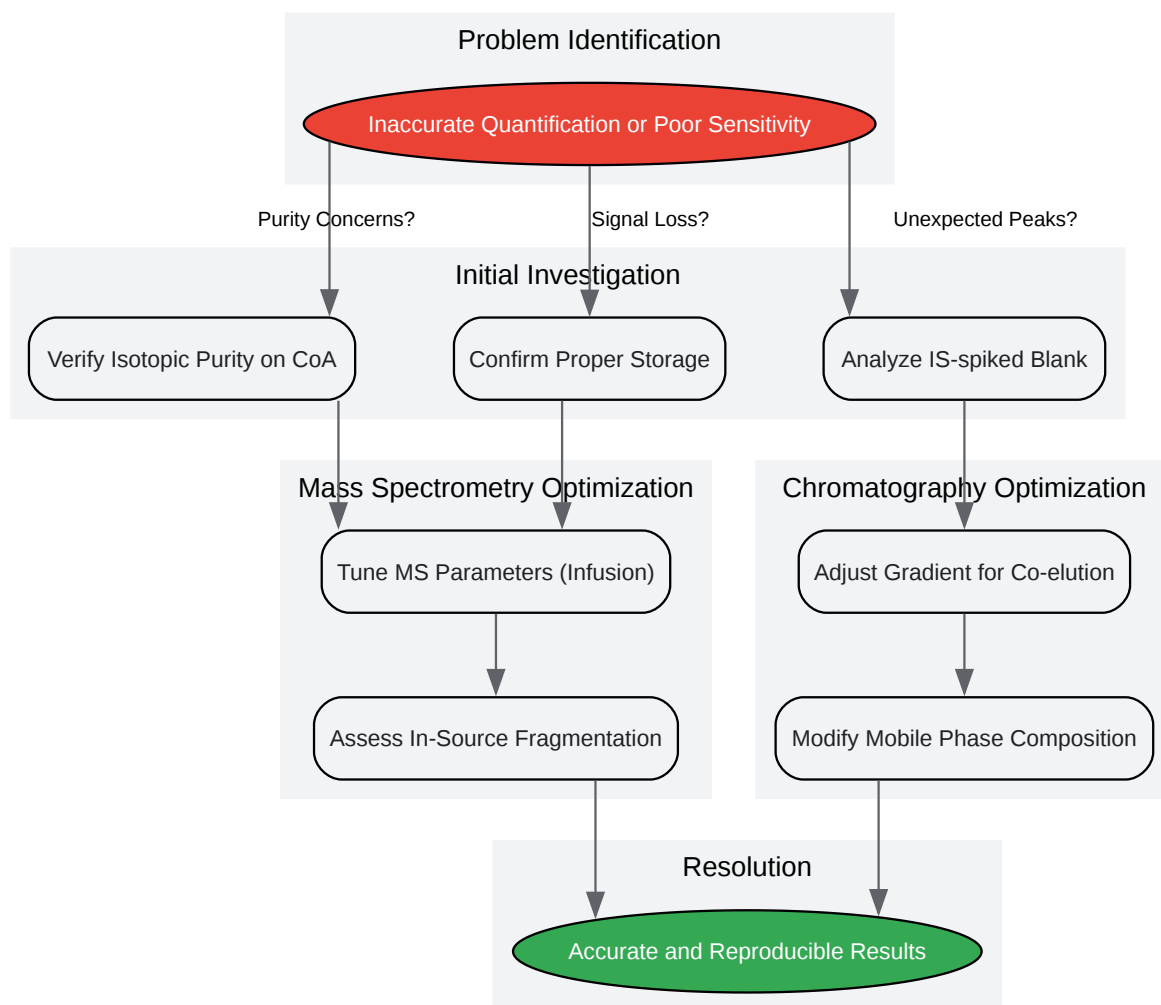 Problem Identification
Inaccurate Quantification or Poor Sensitivity
Purity Concerns?
Signal Loss?
Unexpected Peaks?
Initial Investigation
Verify Isotopic Purity on CoA
Confirm Proper Storage
Analyze IS-spiked Blank
Mass Spectrometry Optimization
Chromatography Optimization
Tune MS Parameters (Infusion)
Adjust Gradient for Co-elution
Assess In-Source Fragmentation
Modify Mobile Phase Composition
Resolution
Accurate and Reproducible Results